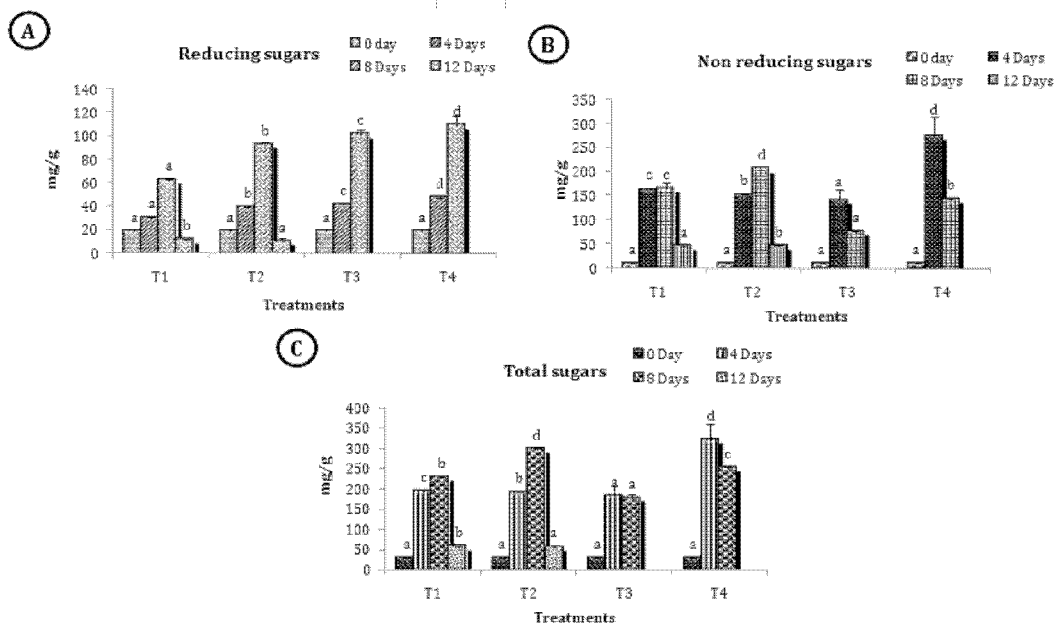 A
Reducing sugars
0 day 4 Days
8 Days 12 Days
mg/g
140
120
100
80
60
40
20
0
a a a b
a b b a
a c c
a d d
T1 T2 T3 T4
Treatments
B
Non reducing sugars
0 day 4 Days
8 Days 12 Days
mg/g
350
300
250
200
150
100
50
0
a c c a
a b d b
a a a
a d b
T1 T2 T3 T4
Treatments
C
Total sugars
0 Day 4 Days
8 Days 12 Days
mg/g
400
350
300
250
200
150
100
50
0
a c b b
a b d a
a a a
a d c
T1 T2 T3 T4
Treatments